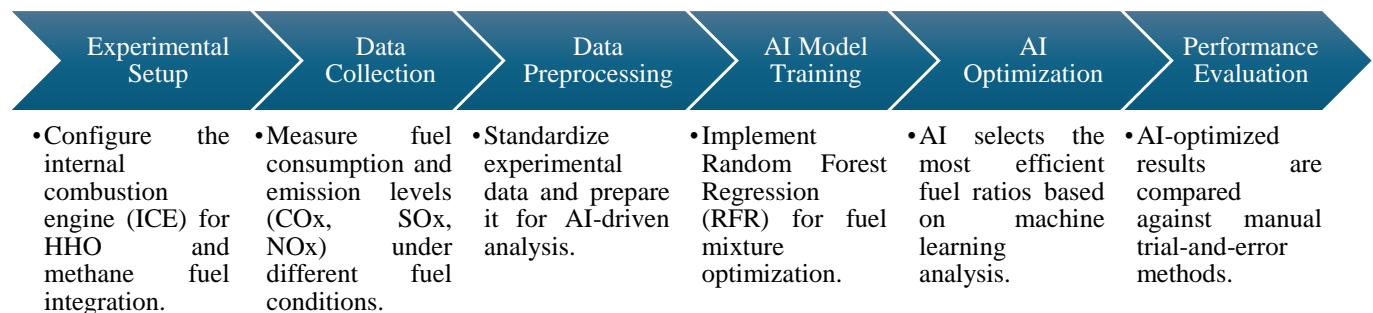 Experimental
Setup
Data
Collection
Data
Preprocessing
AI Model
Training
AI
Optimization
Performance
Evaluation
•Configure the
internal
combustion
engine (ICE) for
HHO and
methane fuel
integration.
•Measure fuel
consumption and
emission levels
(COx, SOx,
NOx) under
different fuel
conditions.
•Standardize
experimental
data and prepare
it for AI-driven
analysis.
•Implement
Random Forest
Regression
(RFR) for fuel
mixture
optimization.
•AI selects the
most efficient
fuel ratios based
on machine
learning
analysis.
•AI-optimized
results are
compared
against manual
trial-and-error
methods.